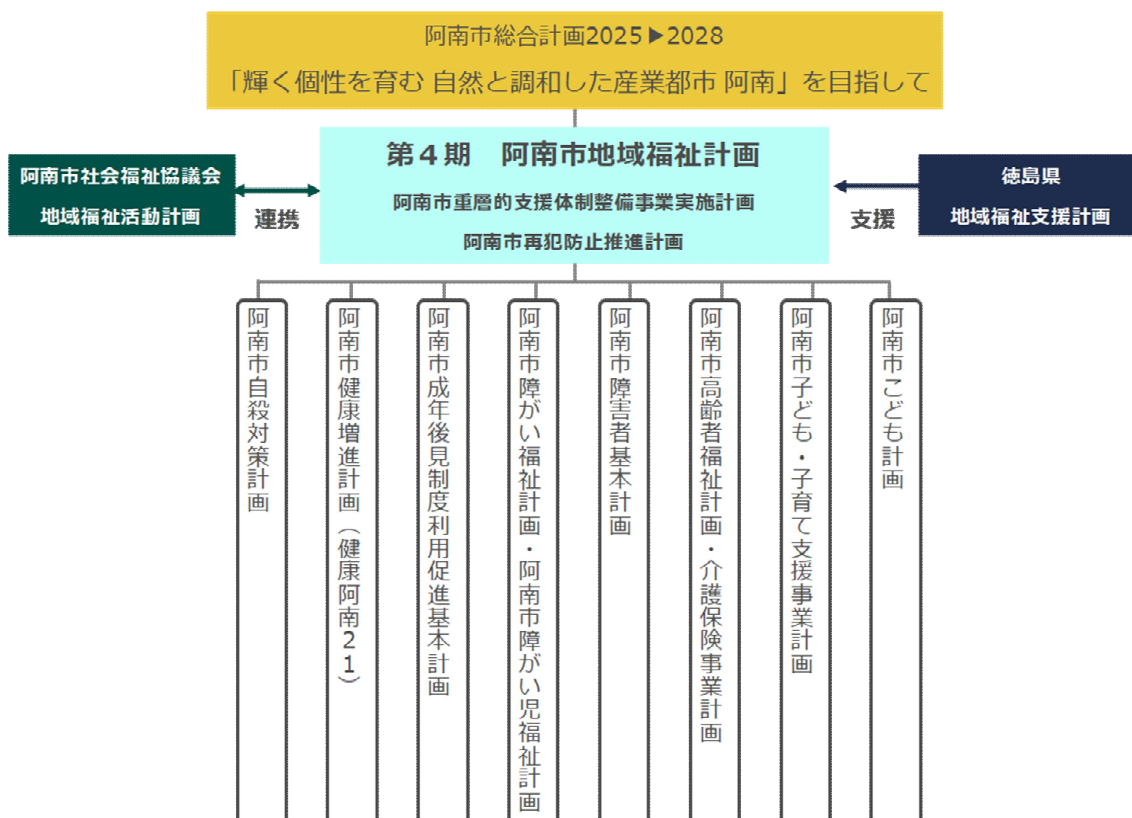 阿南市総合計画2025▶2028
「輝く個性を育む 自然と調和した産業都市 阿南」を目指して
第４期　阿南市地域福祉計画
阿南市重層的支援体制整備事業実施計画
阿南市再犯防止推進計画
阿南市社会福祉協議会
地域福祉活動計画
連携
支援
徳島県
地域福祉支援計画
阿南市自殺対策計画
阿南市健康増進計画（健康阿南２１）
阿南市成年後見制度利用促進基本計画
阿南市障がい福祉計画・阿南市障がい児福祉計画
阿南市障害者基本計画
阿南市高齢者福祉計画・介護保険事業計画
阿南市子ども・子育て支援事業計画
阿南市こども計画